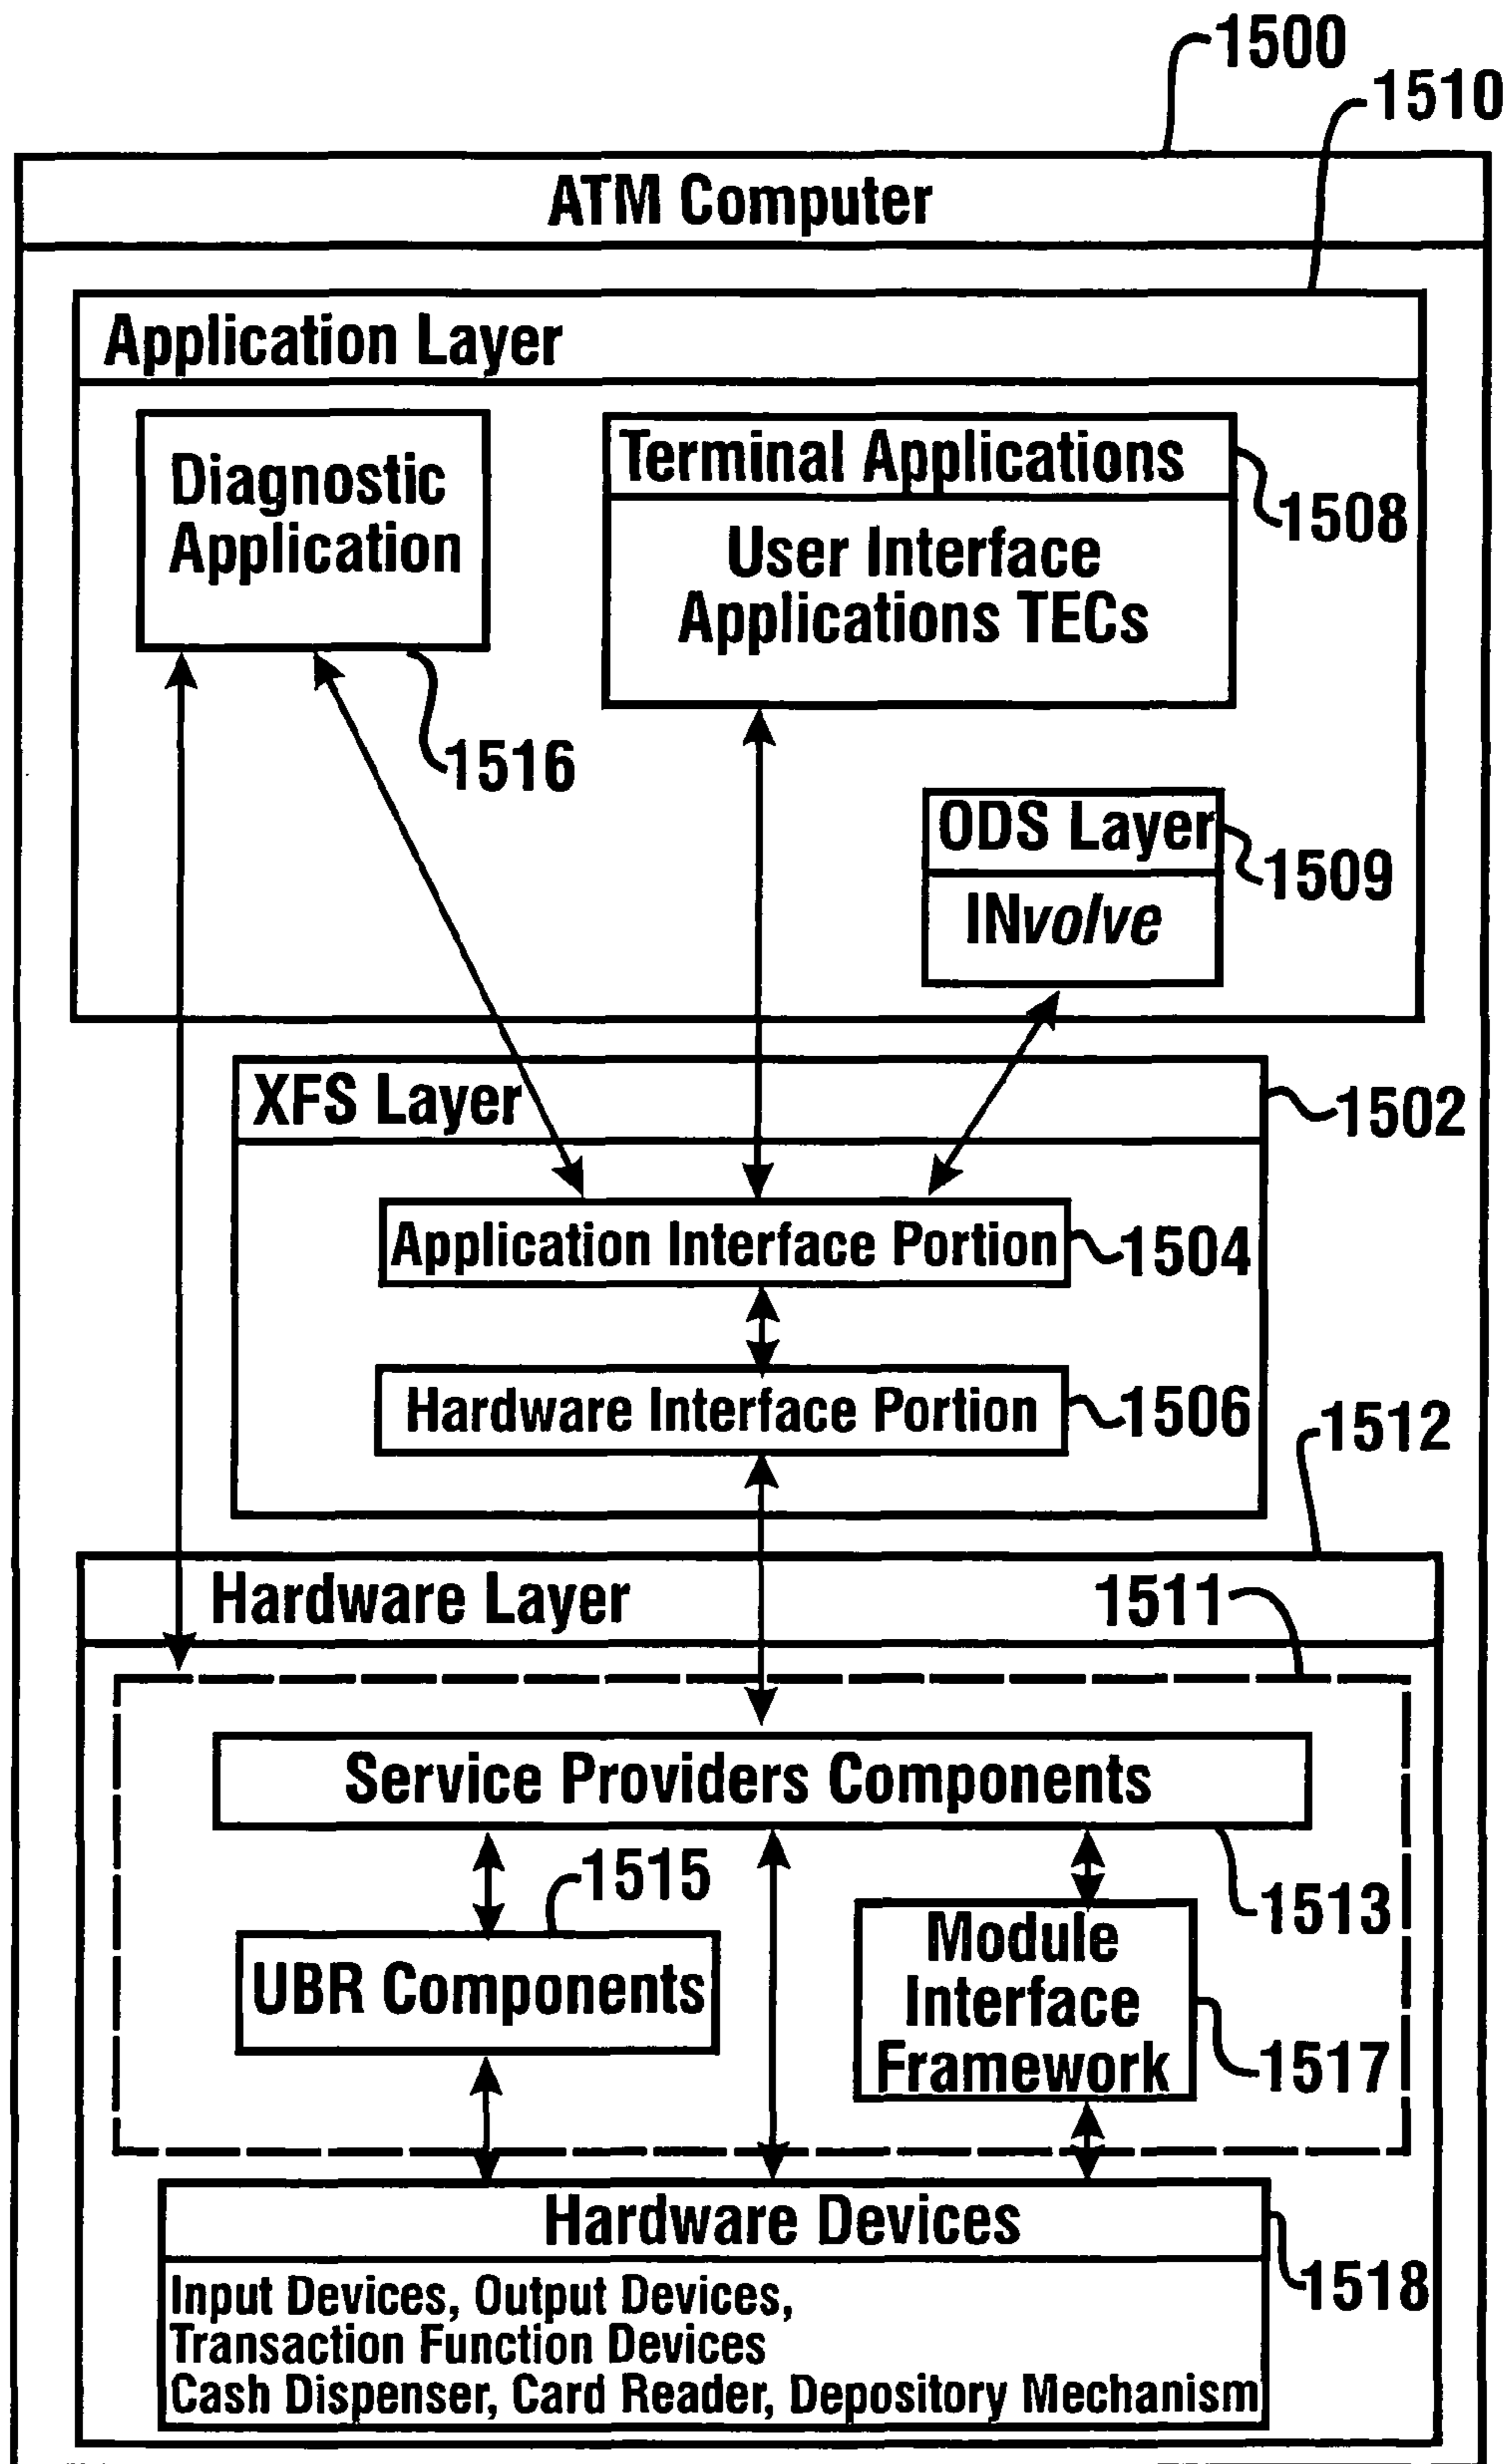 1500
1510
ATM Computer
Application Layer
Diagnostic
Application
Terminal Applications
1508
User Interface
Applications TECs
1516
ODS Layer
1509
INvolve
XFS Layer
1502
Application Interface Portion
1504
Hardware Interface Portion
1506
1512
Hardware Layer
1511
Service Providers Components
1515
1513
UBR Components
Module
Interface
Framework
1517
Hardware Devices
1518
Input Devices, Output Devices,
Transaction Function Devices
Cash Dispenser, Card Reader, Depository Mechanism